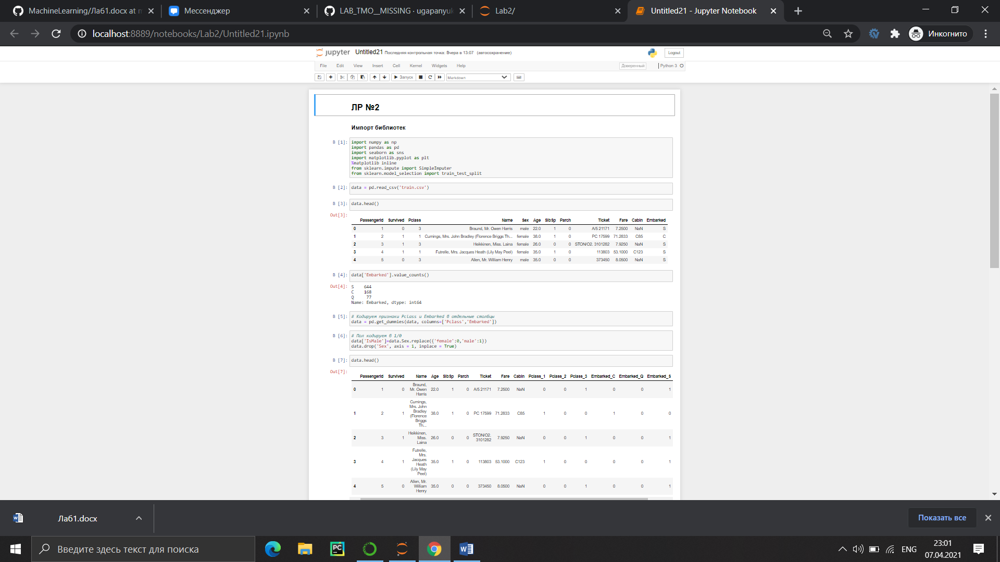 MachineLearning/Лаб1.docx at m
Мессенджер
LAB_TMO__MISSING · ugapanyuk
Lab2/
Untitled21 - Jupyter Notebook
localhost:8889/notebooks/Lab2/Untitled21.ipynb
Инкогнито
jupyter Untitled21 Последняя контрольная точка: Вчера в 13:07 (автосохранение)
Logout
File Edit View Insert Cell Kernel Widgets Help
Доверенный Python 3
Запуск Markdown
ЛР №2
Импорт библиотек
В [1]: import numpy as np
import pandas as pd
import seaborn as sns
import matplotlib.pyplot as plt
%matplotlib inline
from sklearn.impute import SimpleImputer
from sklearn.model_selection import train_test_split
В [2]: data = pd.read_csv('train.csv')
В [3]: data.head()
Out[3]:
PassengerId Survived Pclass Name Sex Age SibSp Parch Ticket Fare Cabin Embarked
0 1 0 3 Braund, Mr. Owen Harris male 22.0 1 0 A/5 21171 7.2500 NaN S
1 2 1 1 Cumings, Mrs. John Bradley (Florence Briggs Th... female 38.0 1 0 PC 17599 71.2833 C85 C
2 3 1 3 Heikkinen, Miss. Laina female 26.0 0 0 STON/O2. 3101282 7.9250 NaN S
3 4 1 1 Futrelle, Mrs. Jacques Heath (Lily May Peel) female 35.0 1 0 113803 53.1000 C123 S
4 5 0 3 Allen, Mr. William Henry male 35.0 0 0 373450 8.0500 NaN S
В [4]: data['Embarked'].value_counts()
Out[4]: S 644
C 168
Q 77
Name: Embarked, dtype: int64
В [5]: # Кодируем признаки Pclass и Embarked в отдельные столбцы
data = pd.get_dummies(data, columns=['Pclass','Embarked'])
В [6]: # Пол кодируем в 1/0
data['IsMale']=data.Sex.replace({'female':0,'male':1})
data.drop('Sex', axis = 1, inplace = True)
В [7]: data.head()
Out[7]:
PassengerId Survived Name Age SibSp Parch Ticket Fare Cabin Pclass_1 Pclass_2 Pclass_3 Embarked_C Embarked_Q Embarked_S
Braund,
0 1 0 Mr. Owen 22.0 1 0 A/5 21171 7.2500 NaN 0 0 1 0 0 1
Harris
Cumings,
Mrs. John
Bradley
1 2 1 (Florence 38.0 1 0 PC 17599 71.2833 C85 1 0 0 1 0 0
Briggs
Th...
Heikkinen,
2 3 1 Miss. 26.0 0 0 STON/O2. 3101282 7.9250 NaN 0 0 1 0 0 1
Laina
Futrelle,
Mrs.
Jacques
3 4 1 Heath 35.0 1 0 113803 53.1000 C123 1 0 0 0 0 1
(Lily May
Peel)
Allen, Mr.
4 5 0 William 35.0 0 0 373450 8.0500 NaN 0 0 1 0 0 1
Henry
Лаб1.docx
Показать все
Введите здесь текст для поиска
ENG
23:01
07.04.2021